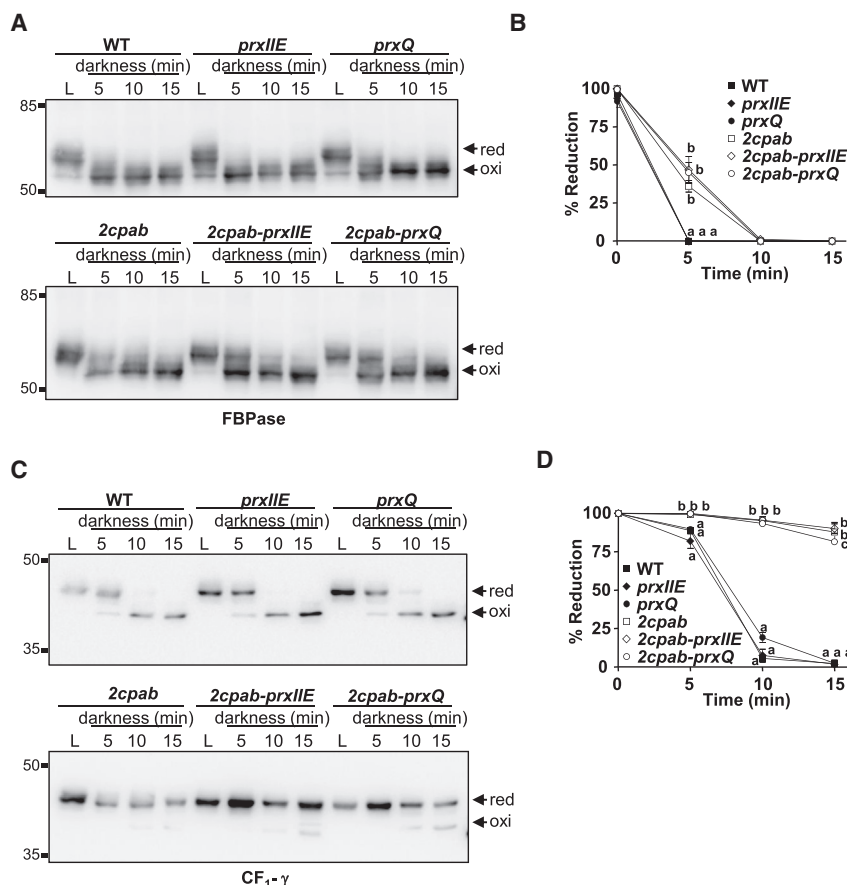 A
WT prxIIE prxQ
darkness (min) darkness (min) darkness (min)
L 5 10 15 L 5 10 15 L 5 10 15
85
red
oxi
50
2cpab 2cpab-prxIIE 2cpab-prxQ
darkness (min) darkness (min) darkness (min)
L 5 10 15 L 5 10 15 L 5 10 15
85
red
oxi
50
FBPase
B
% Reduction
100
75
50
25
0
0 5 10 15
Time (min)
WT
prxIIE
prxQ
2cpab
2cpab-prxIIE
2cpab-prxQ
b
b
b
a a a
C
WT prxIIE prxQ
darkness (min) darkness (min) darkness (min)
L 5 10 15 L 5 10 15 L 5 10 15
50
red
oxi
35
2cpab 2cpab-prxIIE 2cpab-prxQ
darkness (min) darkness (min) darkness (min)
L 5 10 15 L 5 10 15 L 5 10 15
50
red
oxi
35
CF1- γ
D
% Reduction
100
75
50
25
0
0 5 10 15
Time (min)
b b b b b b b
b
c
a
a
a
WT
prxIIE
prxQ
2cpab
2cpab-prxIIE
2cpab-prxQ
a
a
a
a a a